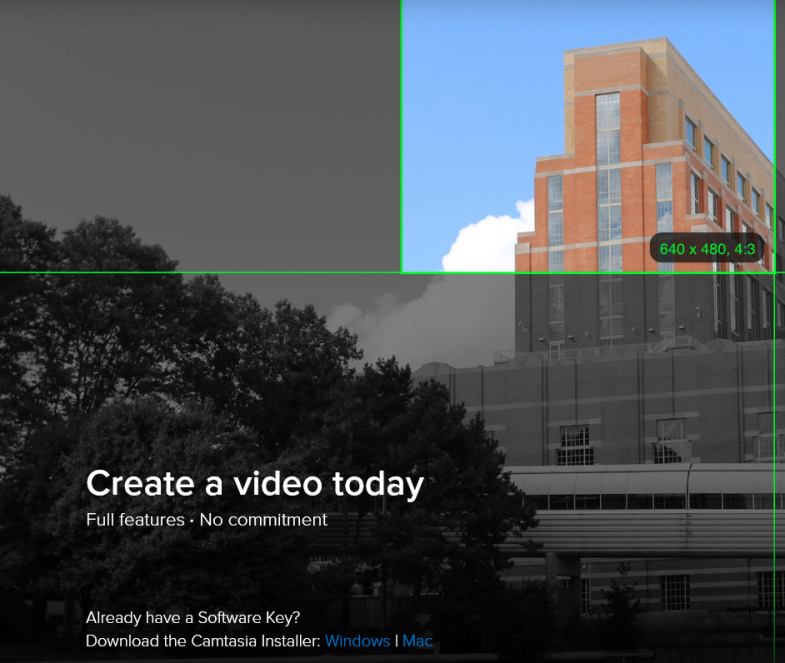 640 x 480, 4:3
Create a video today
Full features · No commitment
Already have a Software Key?
Download the Camtasia Installer: Windows | Mac